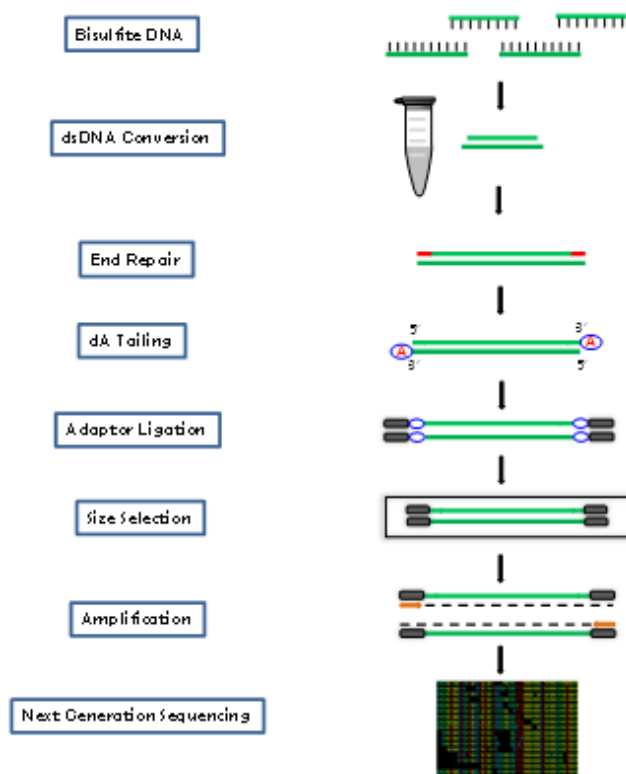 Bisulfite DNA
dsDNA Conversion
End Repair
5´ 3´
dA Tailing
A A
3´ 5´
Adaptor Ligation
Size Selection
Amplification
Next Generation Sequencing